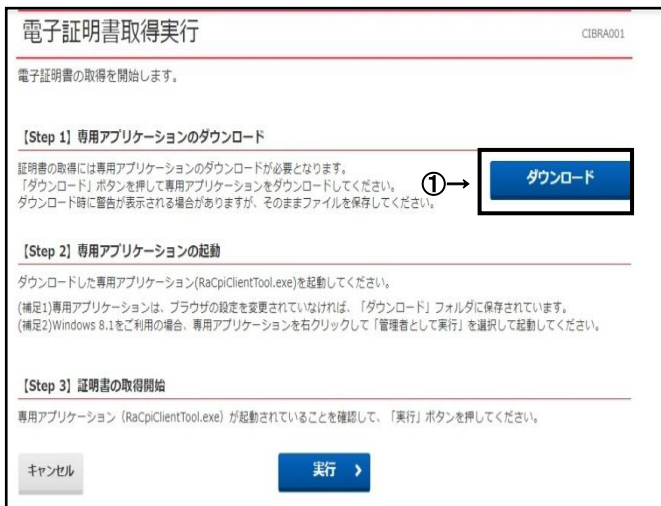 電子証明書取得実行
CIBRA001
電子証明書の取得を開始します。
【Step 1】専用アプリケーションのダウンロード
証明書の取得には専用アプリケーションのダウンロードが必要となります。
「ダウンロード」ボタンを押して専用アプリケーションをダウンロードしてください。
ダウンロード時に警告が表示される場合がありますが、そのままファイルを保存してください。
①→
ダウンロード
【Step 2】専用アプリケーションの起動
ダウンロードした専用アプリケーション(RaCpiClientTool.exe)を起動してください。
(補足1)専用アプリケーションは、ブラウザの設定を変更されていなければ、「ダウンロード」フォルダに保存されています。
(補足2)Windows 8.1をご利用の場合、専用アプリケーションを右クリックして「管理者として実行」を選択して起動してください。
【Step 3】証明書の取得開始
専用アプリケーション（RaCpiClientTool.exe）が起動されていることを確認して、「実行」ボタンを押してください。
キャンセル
実行 ›